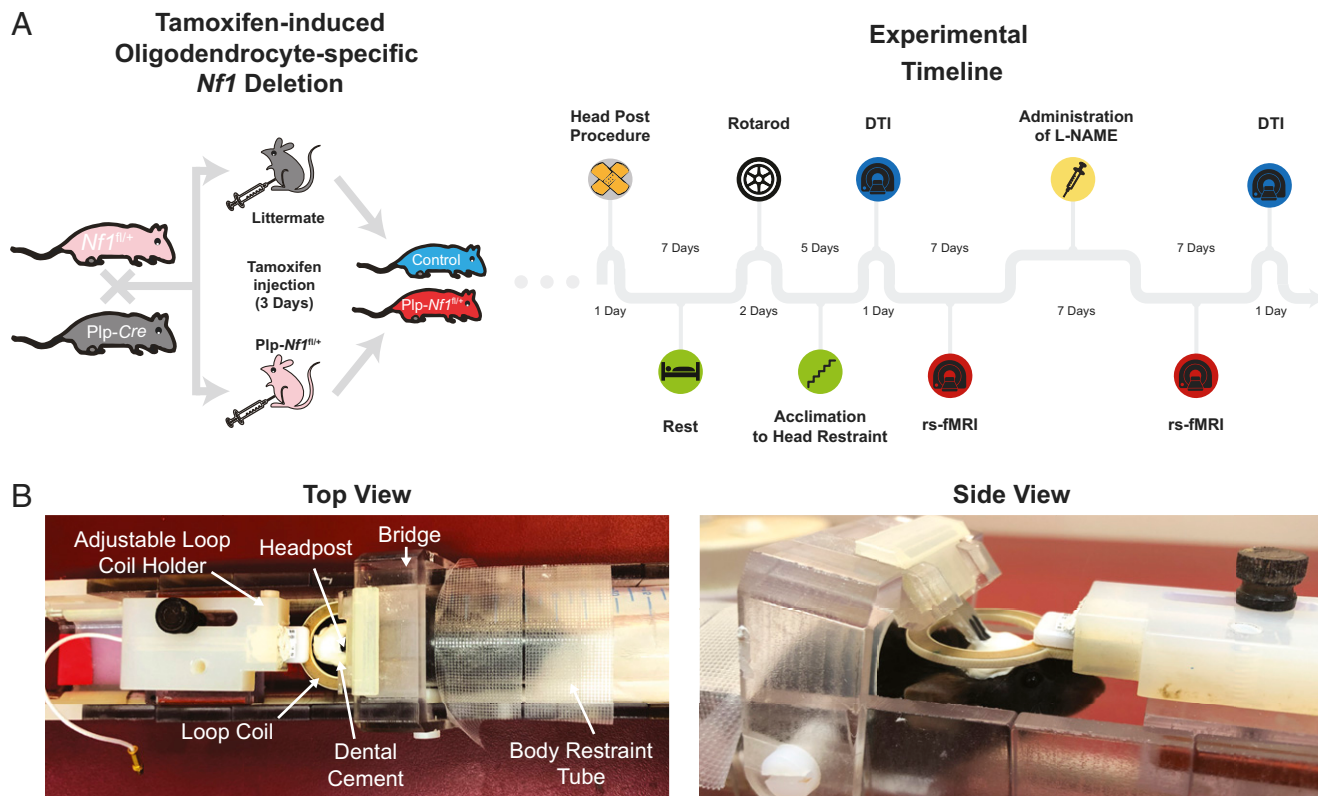 A
Tamoxifen-induced
Oligodendrocyte-specific
Nf1 Deletion
Nf1fl/+
Plp-Cre
Littermate
Tamoxifen
injection
(3 Days)
Plp-Nf1fl/+
Control
Plp-Nf1fl/+
Experimental
Timeline
Head Post
Procedure
Rotarod
DTI
Administration
of L-NAME
DTI
7 Days
5 Days
7 Days
7 Days
1 Day
2 Days
1 Day
7 Days
1 Day
Rest
Acclimation
to Head Restraint
rs-fMRI
rs-fMRI
B
Top View
Adjustable Loop
Coil Holder
Headpost
Bridge
Loop Coil
Dental
Cement
Body Restraint
Tube
Side View